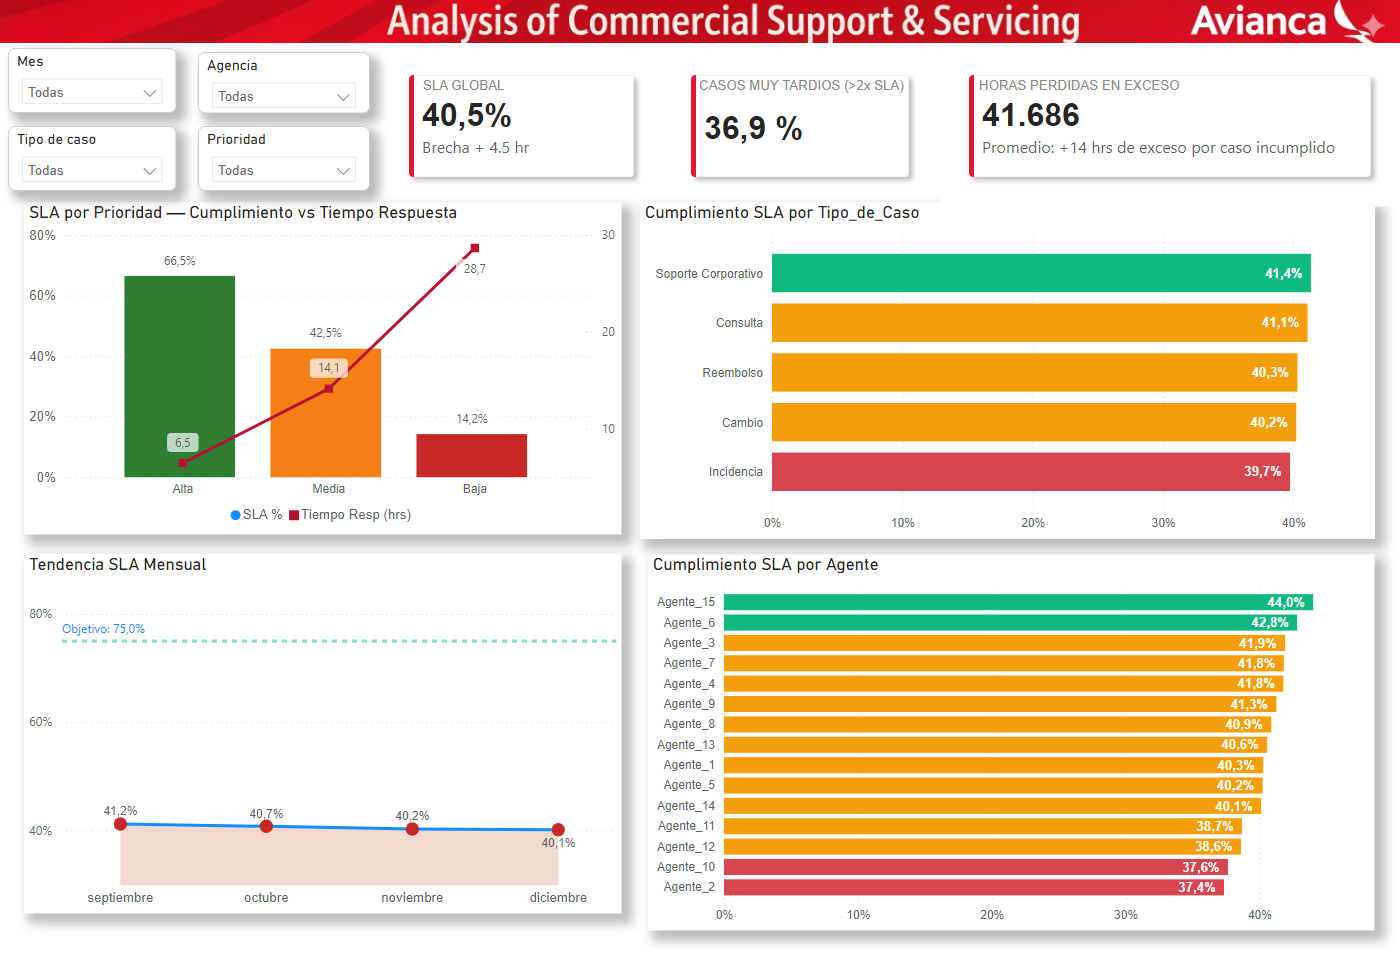 Analysis of Commercial Support & Servicing
Avianca
Mes
Todas
Agencia
Todas
Tipo de caso
Todas
Prioridad
Todas
SLA GLOBAL
40,5%
Brecha + 4.5 hr
CASOS MUY TARDIOS (>2x SLA)
36,9 %
HORAS PERDIDAS EN EXCESO
41.686
Promedio: +14 hrs de exceso por caso incumplido
SLA por Prioridad — Cumplimiento vs Tiempo Respuesta
80%
60%
40%
20%
0%
30
20
10
66,5%
42,5%
14,2%
6,5
14,1
28,7
Alta
Media
Baja
SLA %
Tiempo Resp (hrs)
Cumplimiento SLA por Tipo_de_Caso
Soporte Corporativo 41,4%
Consulta 41,1%
Reembolso 40,3%
Cambio 40,2%
Incidencia 39,7%
0% 10% 20% 30% 40%
Tendencia SLA Mensual
80%
Objetivo: 75,0%
60%
40%
41,2%
40,7%
40,2%
40,1%
septiembre octubre noviembre diciembre
Cumplimiento SLA por Agente
Agente_15 44,0%
Agente_6 42,8%
Agente_3 41,9%
Agente_7 41,8%
Agente_4 41,8%
Agente_9 41,3%
Agente_8 40,9%
Agente_13 40,6%
Agente_1 40,3%
Agente_5 40,2%
Agente_14 40,1%
Agente_11 38,7%
Agente_12 38,6%
Agente_10 37,6%
Agente_2 37,4%
0% 10% 20% 30% 40%